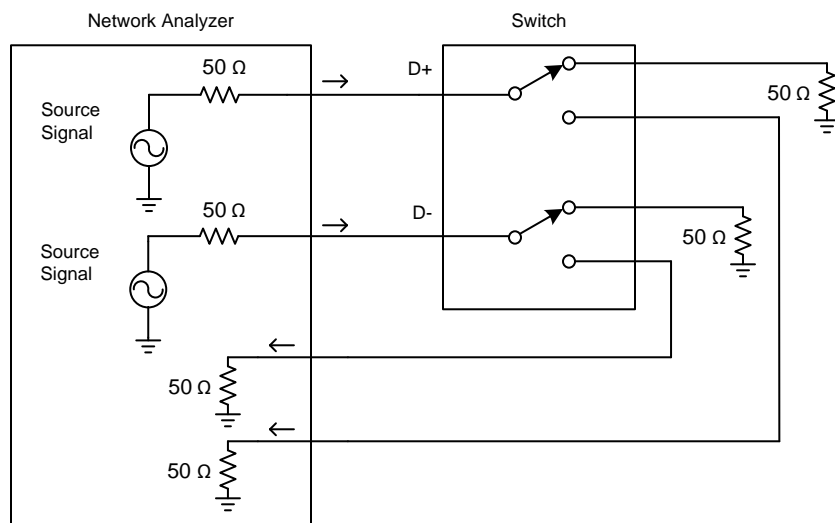 Network Analyzer
Switch
50 Ω
D+
Source
Signal
50 Ω
50 Ω
D-
Source
Signal
50 Ω
50 Ω
50 Ω